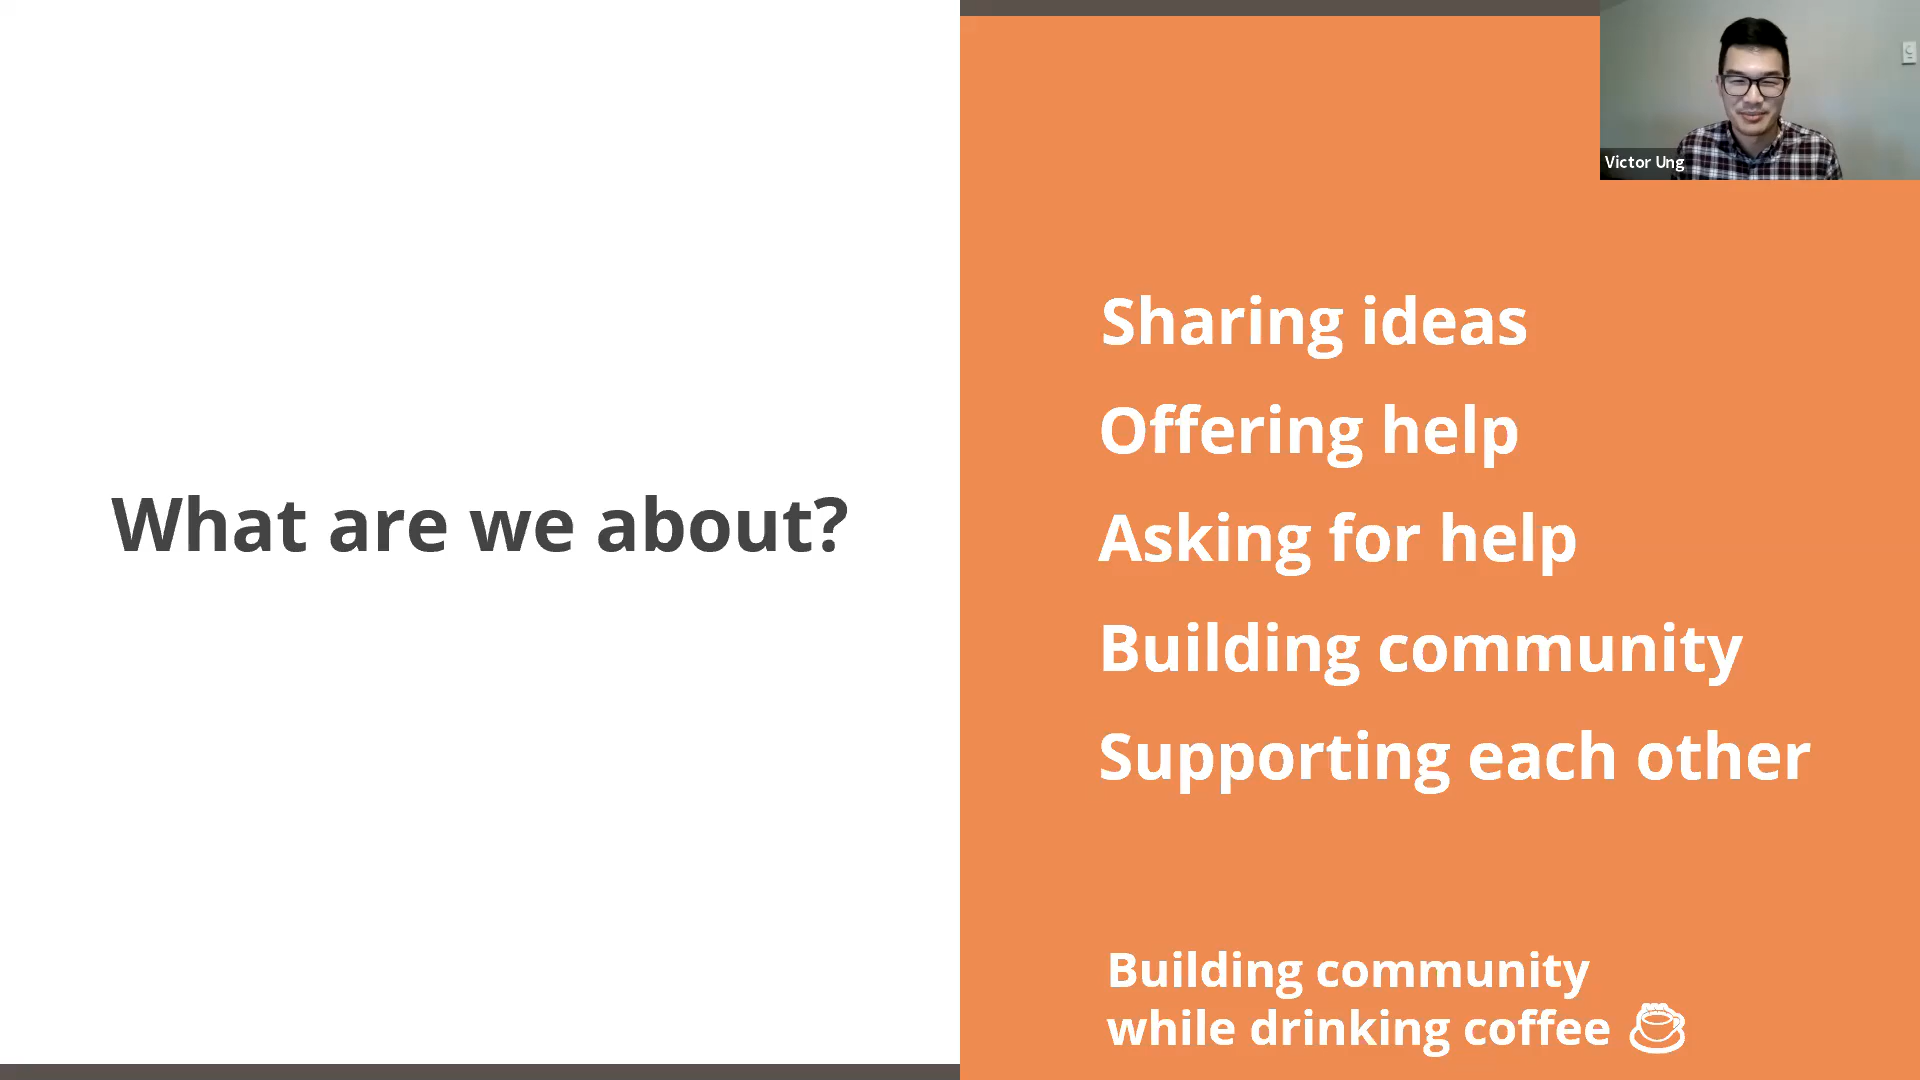 Victor Ung
What are we about?
Sharing ideas
Offering help
Asking for help
Building community
Supporting each other
Building community
while drinking coffee